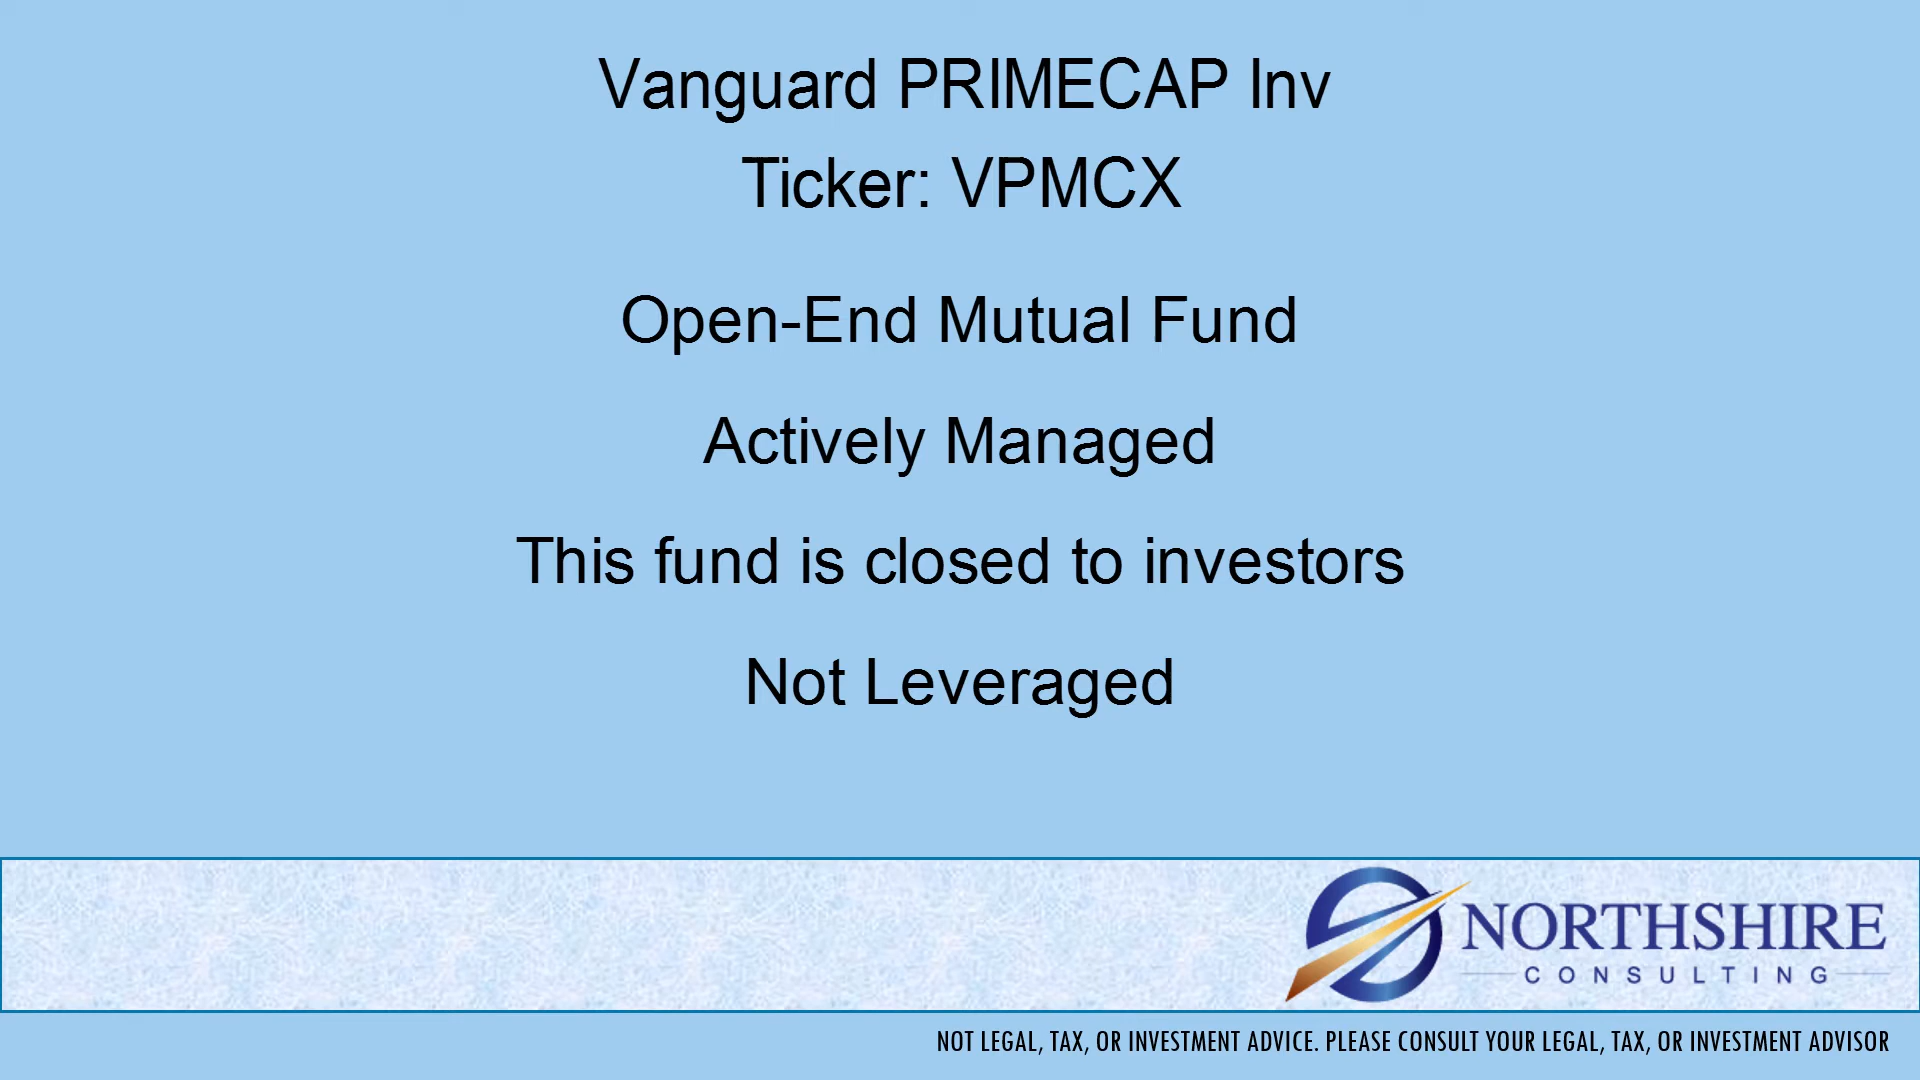 Vanguard PRIMECAP Inv
Ticker: VPMCX
Open-End Mutual Fund
Actively Managed
This fund is closed to investors
Not Leveraged
NORTHSHIRE
CONSULTING
NOT LEGAL, TAX, OR INVESTMENT ADVICE. PLEASE CONSULT YOUR LEGAL, TAX, OR INVESTMENT ADVISOR